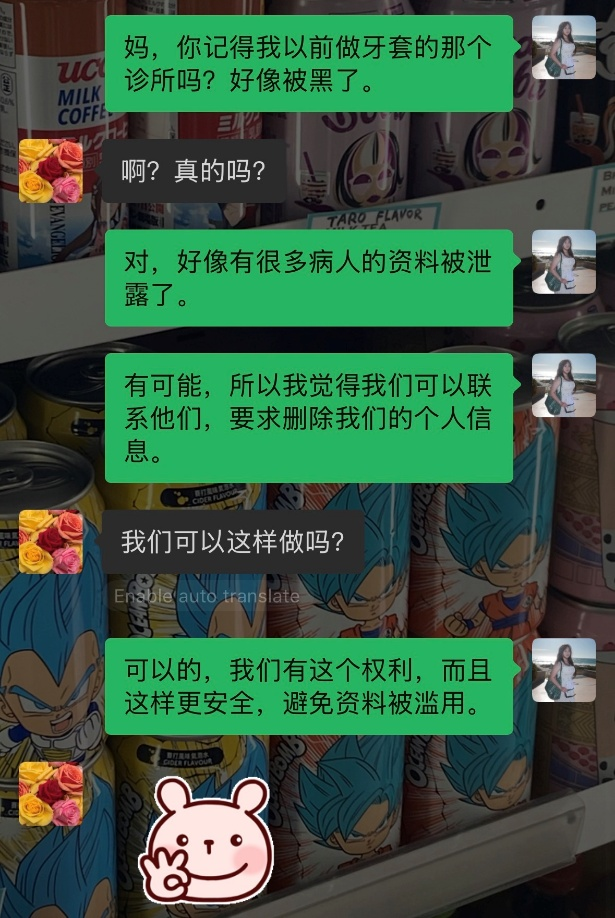 妈，你记得我以前做牙套的那个
诊所吗？好像被黑了。
UCC
MILK
COFFE
啊？真的吗？
EVANGELI
TARO FLAVOR
对，好像有很多病人的资料被泄
露了。
有可能，所以我觉得我们可以联
系他们，要求删除我们的个人信
息。
CIDER FLAVOUR
我们可以这样做吗？
Enable auto translate
可以的，我们有这个权利，而且
这样更安全，避免资料被滥用。
CIDER FLAVOUR